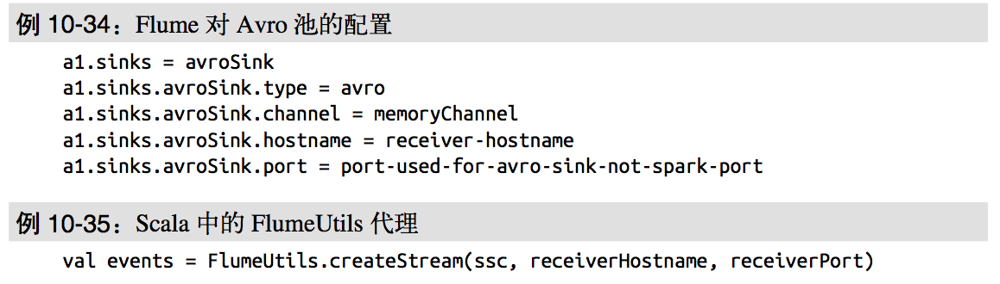 例 10-34：Flume 对 Avro 池的配置
a1.sinks = avroSink
a1.sinks.avroSink.type = avro
a1.sinks.avroSink.channel = memoryChannel
a1.sinks.avroSink.hostname = receiver-hostname
a1.sinks.avroSink.port = port-used-for-avro-sink-not-spark-port
例 10-35：Scala 中的 FlumeUtils 代理
val events = FlumeUtils.createStream(ssc, receiverHostname, receiverPort)